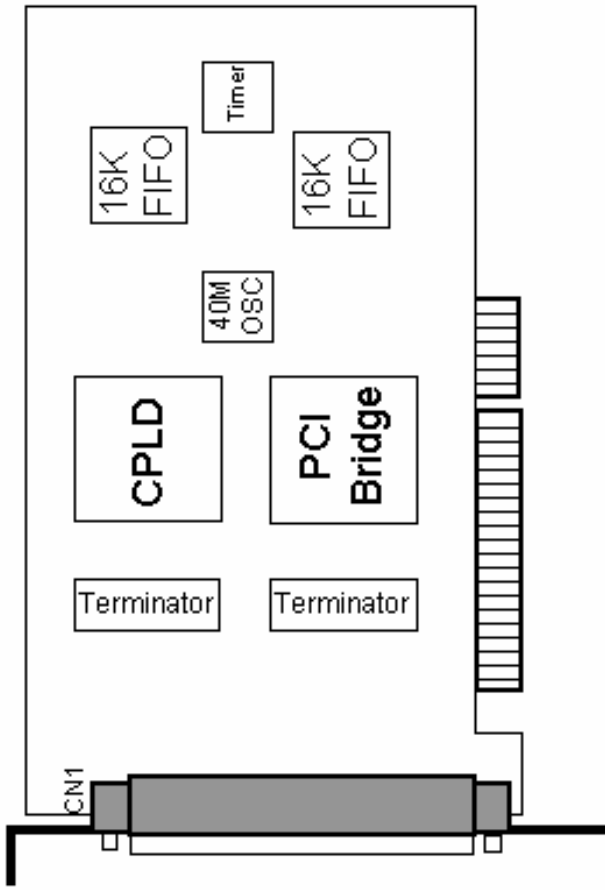 Timer
16K
FIFO
16K
FIFO
40M
OSC
CPLD
PCI
Bridge
Terminator
Terminator
CN1